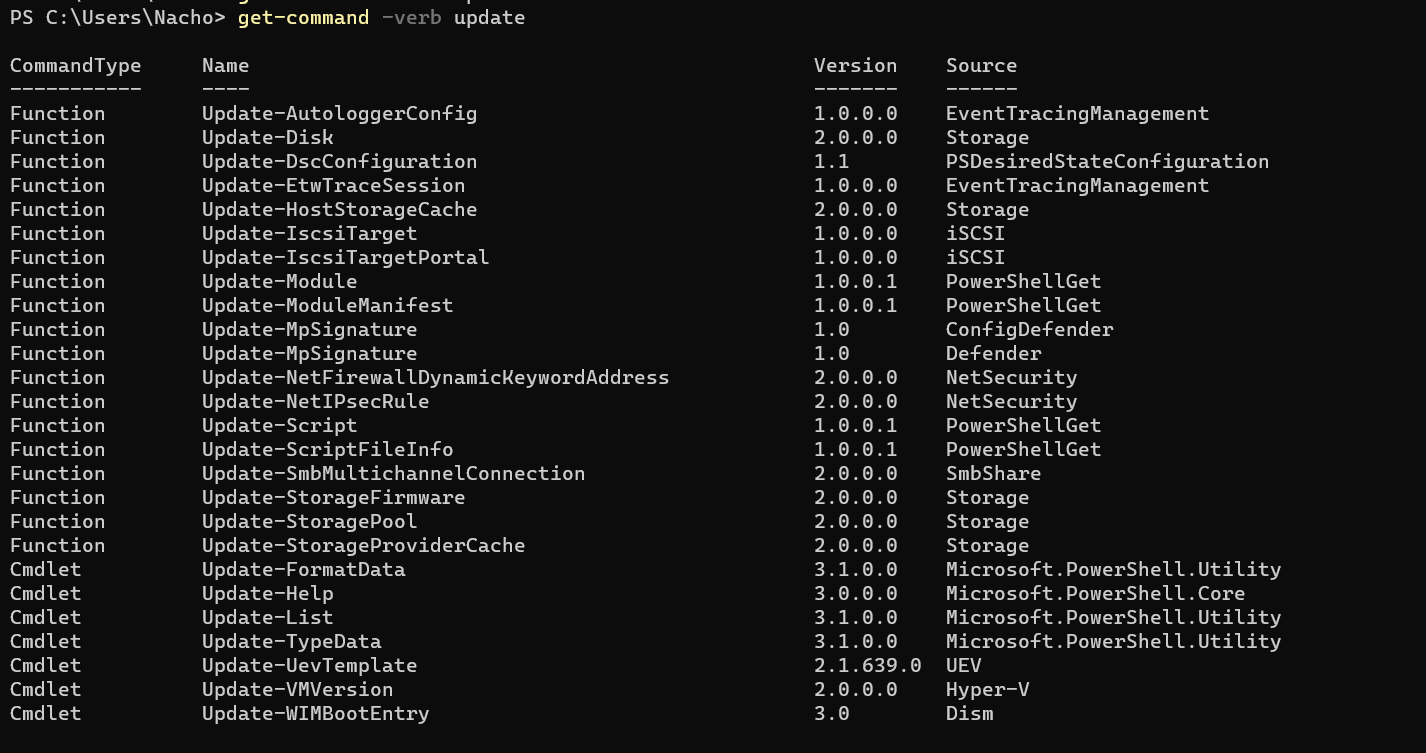 PS C:\Users\Nacho> get-command -verb update
CommandType     Name                                               Version    Source
-----------     ----                                               -------    ------
Function        Update-AutologgerConfig                            1.0.0.0    EventTracingManagement
Function        Update-Disk                                        2.0.0.0    Storage
Function        Update-DscConfiguration                            1.1        PSDesiredStateConfiguration
Function        Update-EtwTraceSession                             1.0.0.0    EventTracingManagement
Function        Update-HostStorageCache                            2.0.0.0    Storage
Function        Update-IscsiTarget                                 1.0.0.0    iSCSI
Function        Update-IscsiTargetPortal                           1.0.0.0    iSCSI
Function        Update-Module                                      1.0.0.1    PowerShellGet
Function        Update-ModuleManifest                              1.0.0.1    PowerShellGet
Function        Update-MpSignature                                 1.0        ConfigDefender
Function        Update-MpSignature                                 1.0        Defender
Function        Update-NetFirewallDynamicKeywordAddress            2.0.0.0    NetSecurity
Function        Update-NetIPsecRule                                2.0.0.0    NetSecurity
Function        Update-Script                                      1.0.0.1    PowerShellGet
Function        Update-ScriptFileInfo                              1.0.0.1    PowerShellGet
Function        Update-SmbMultichannelConnection                   2.0.0.0    SmbShare
Function        Update-StorageFirmware                             2.0.0.0    Storage
Function        Update-StoragePool                                 2.0.0.0    Storage
Function        Update-StorageProviderCache                        2.0.0.0    Storage
Cmdlet          Update-FormatData                                  3.1.0.0    Microsoft.PowerShell.Utility
Cmdlet          Update-Help                                        3.0.0.0    Microsoft.PowerShell.Core
Cmdlet          Update-List                                        3.1.0.0    Microsoft.PowerShell.Utility
Cmdlet          Update-TypeData                                    3.1.0.0    Microsoft.PowerShell.Utility
Cmdlet          Update-UevTemplate                                 2.1.639.0  UEV
Cmdlet          Update-VMVersion                                   2.0.0.0    Hyper-V
Cmdlet          Update-WIMBootEntry                                3.0        Dism